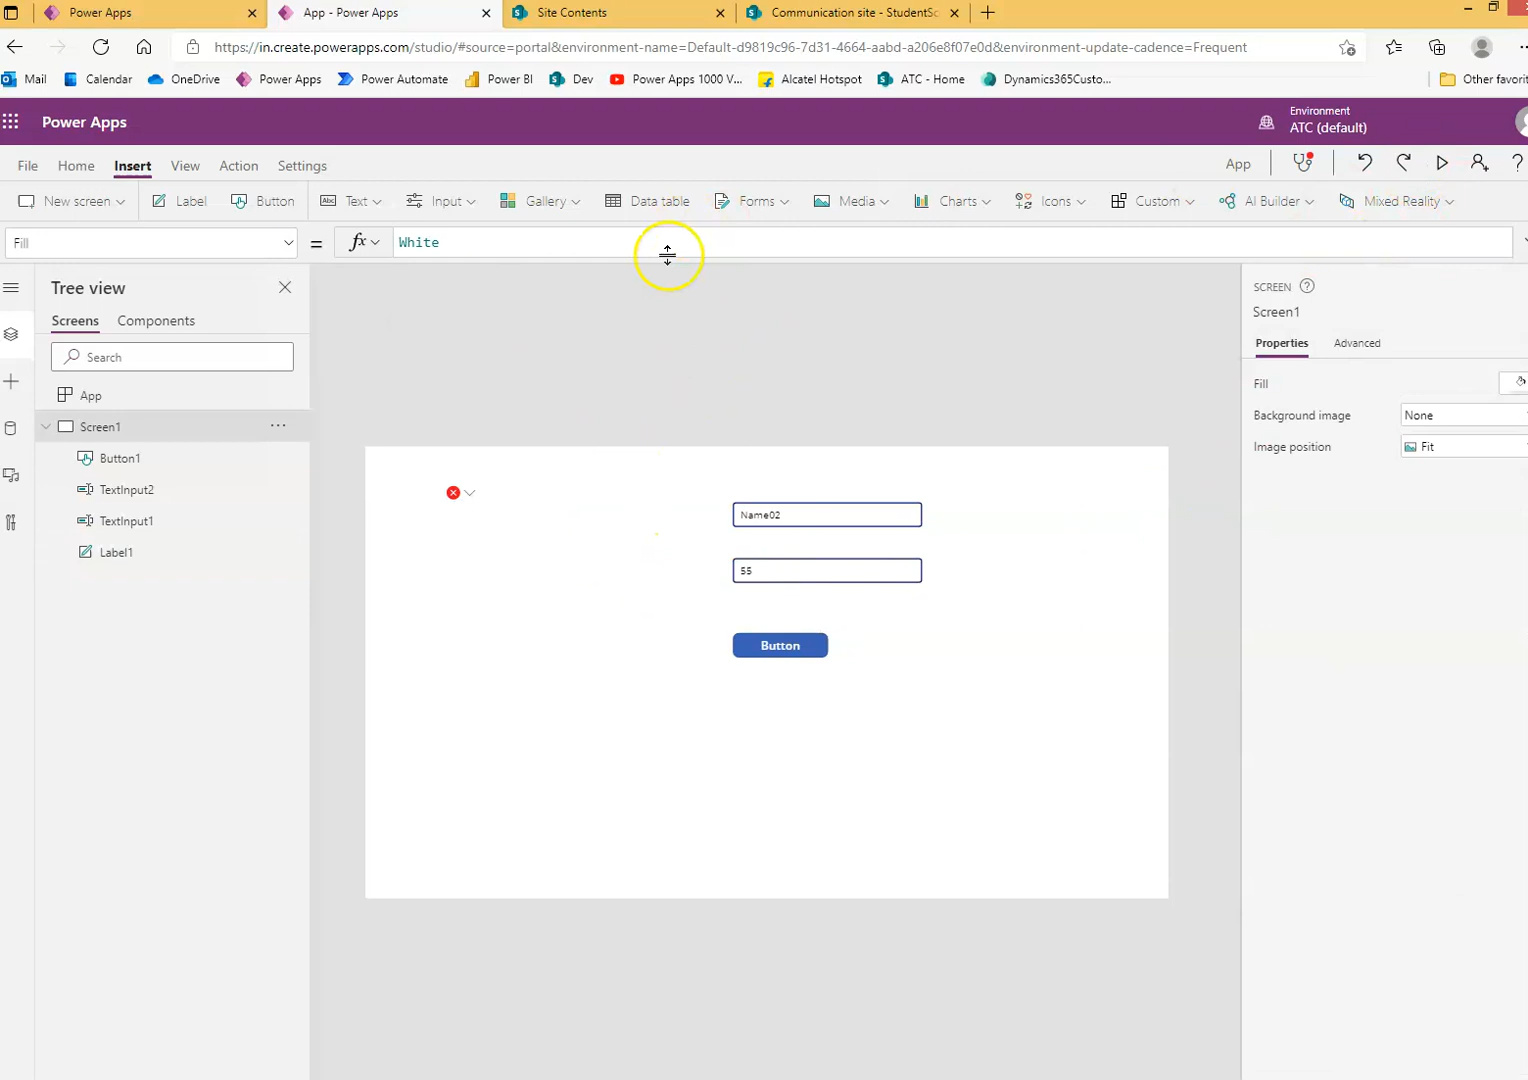 Power Apps
App - Power Apps
Site Contents
Communication site - StudentSc
https://in.create.powerapps.com/studio/#source=portal&environment-name=Default-d9819c96-7d31-4664-aabd-a206e8f07e0d&environment-update-cadence=Frequent
Mail Calendar OneDrive Power Apps Power Automate Power BI Dev Power Apps 1000 V... Alcatel Hotspot ATC - Home Dynamics365Custo... Other favorit
Power Apps
Environment
ATC (default)
File Home Insert View Action Settings App ?
New screen Label Button Abc Text Input Gallery Data table Forms Media Charts Icons Custom AI Builder Mixed Reality
Fill = fx White
Tree view
Screens Components
Search
App
Screen1 ...
Button1
TextInput2
TextInput1
Label1
Name02
55
Button
SCREEN ?
Screen1
Properties Advanced
Fill
Background image None
Image position Fit